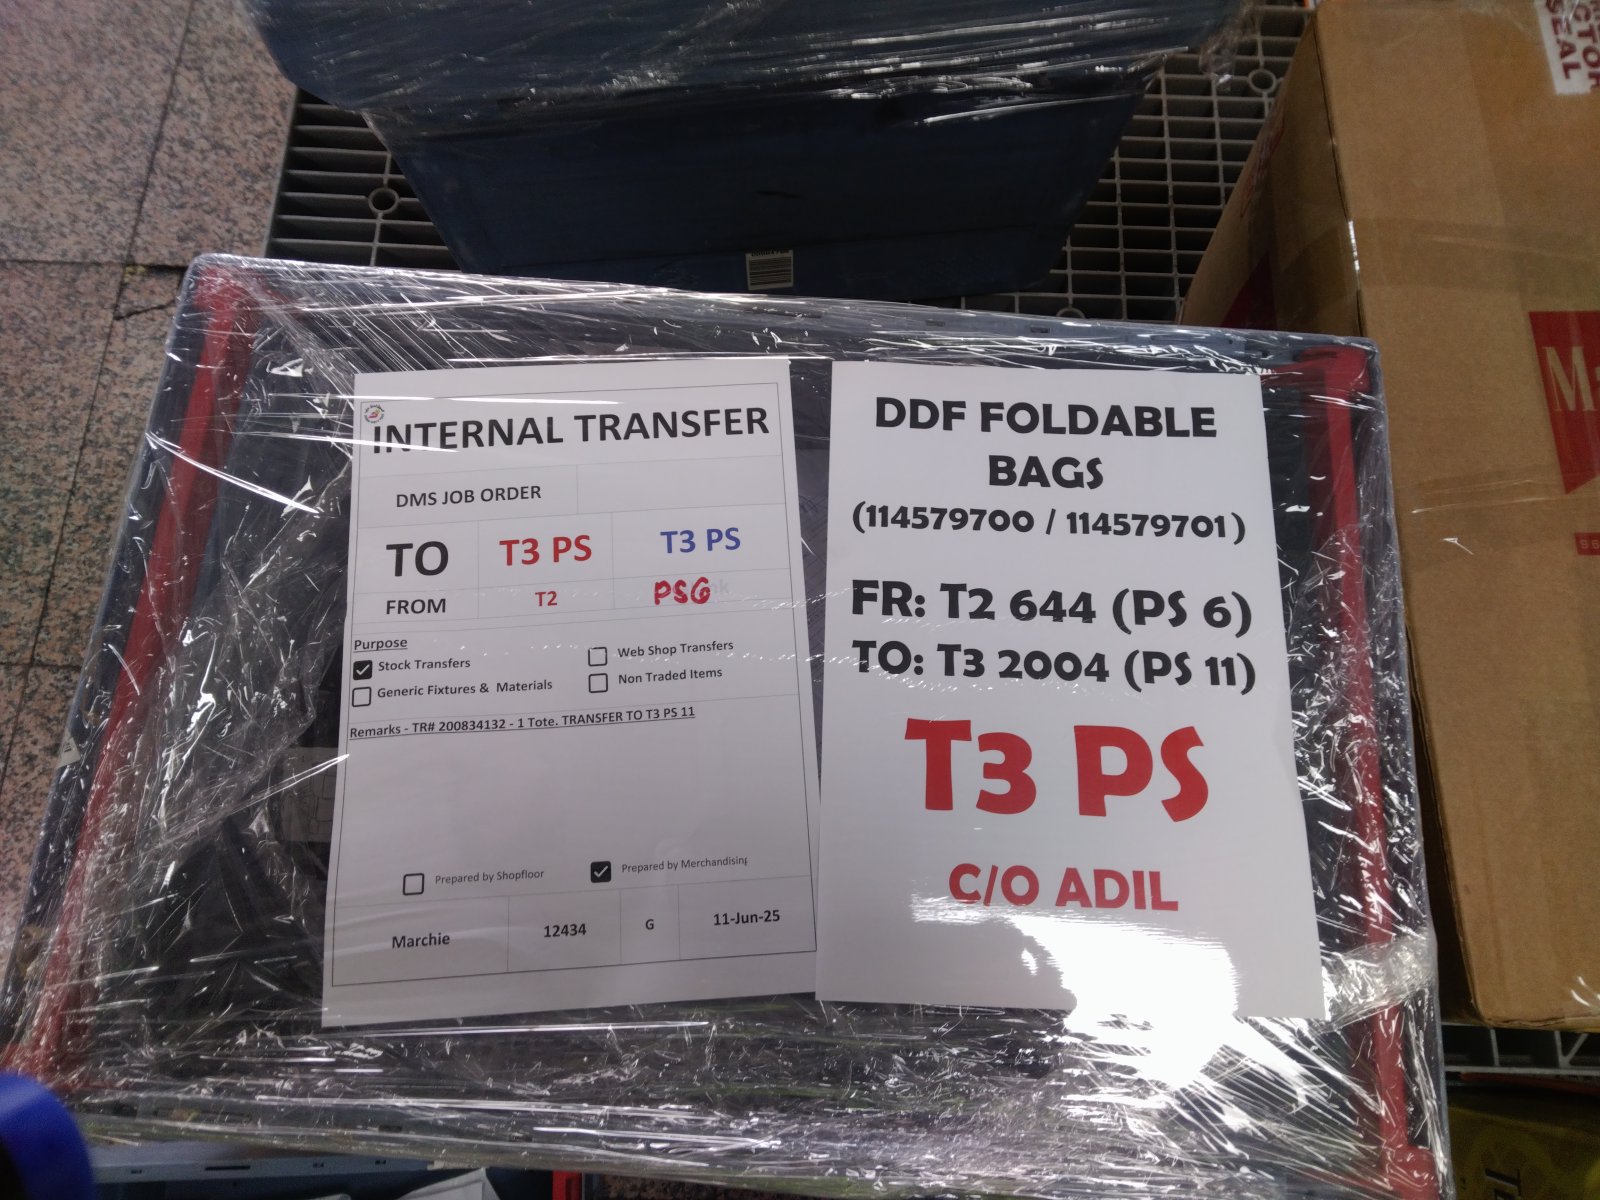 INTERNAL TRANSFER
DMS JOB ORDER
TO T3 PS T3 PS
FROM T2 PS6
Purpose
Stock Transfers
Web Shop Transfers
Generic Fixtures & Materials
Non Traded Items
Remarks - TR# 200834132 - 1 Tote. TRANSFER TO T3 PS 11
Prepared by Shopfloor
Prepared by Merchandising
Marchie 12434 G 11-Jun-25
DDF FOLDABLE
BAGS
(114579700 / 114579701)
FR: T2 644 (PS 6)
TO: T3 2004 (PS 11)
T3 PS
C/O ADIL
SEAL